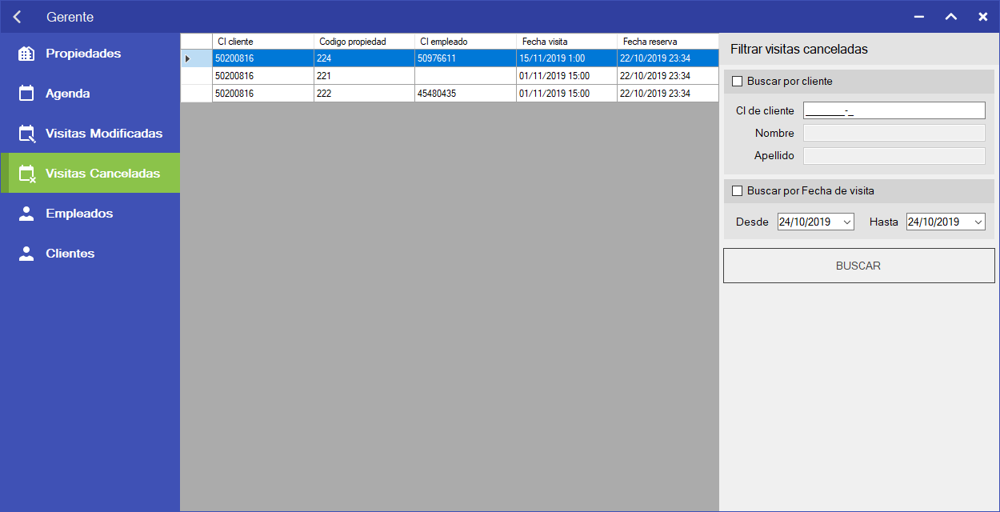 Gerente
Propiedades
Agenda
Visitas Modificadas
Visitas Canceladas
Empleados
Clientes
CI cliente Codigo propiedad CI empleado Fecha visita Fecha reserva
50200816 224 50976611 15/11/2019 1:00 22/10/2019 23:34
50200816 221 01/11/2019 15:00 22/10/2019 23:34
50200816 222 45480435 01/11/2019 15:00 22/10/2019 23:34
Filtrar visitas canceladas
Buscar por cliente
CI de cliente _______-_
Nombre
Apellido
Buscar por Fecha de visita
Desde 24/10/2019 Hasta 24/10/2019
BUSCAR